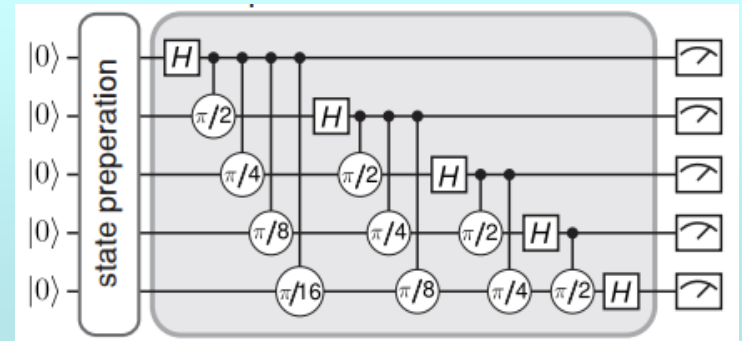 |0⟩ H
|0⟩ π/2 H
|0⟩ π/4 π/2 H
|0⟩ π/8 π/4 π/2 H
|0⟩ π/16 π/8 π/4 π/2 H
state preperation